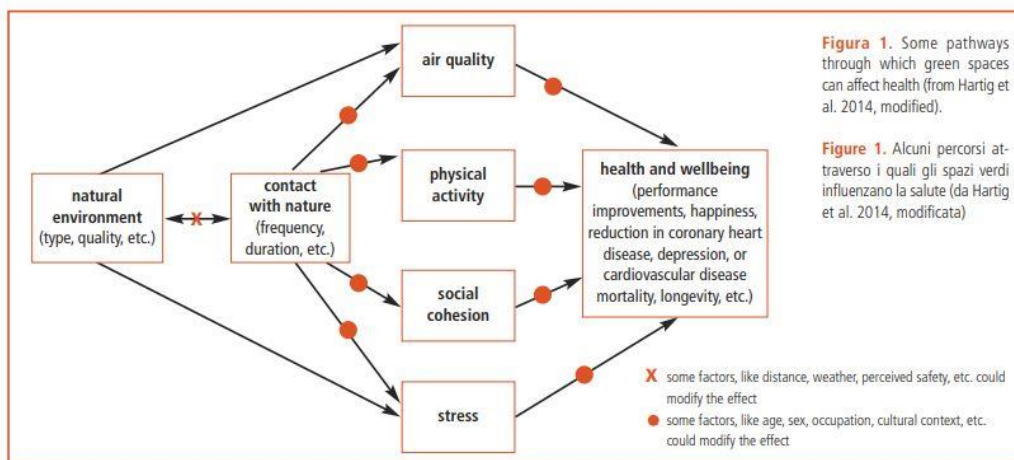 air quality
natural
environment
(type, quality, etc.)
X
contact
with nature
(frequency,
duration, etc.)
physical
activity
social
cohesion
stress
health and wellbeing
(performance
improvements, happiness,
reduction in coronary heart
disease, depression, or
cardiovascular disease
mortality, longevity, etc.)
Figura 1. Some pathways
through which green spaces
can affect health (from Hartig
et al. 2014, modified).
Figure 1. Alcuni percorsi at-
traverso i quali gli spazi verdi
influenzano la salute (da Hartig
et al. 2014, modificata)
X some factors, like distance, weather, perceived safety, etc. could
modify the effect
some factors, like age, sex, occupation, cultural context, etc.
could modify the effect